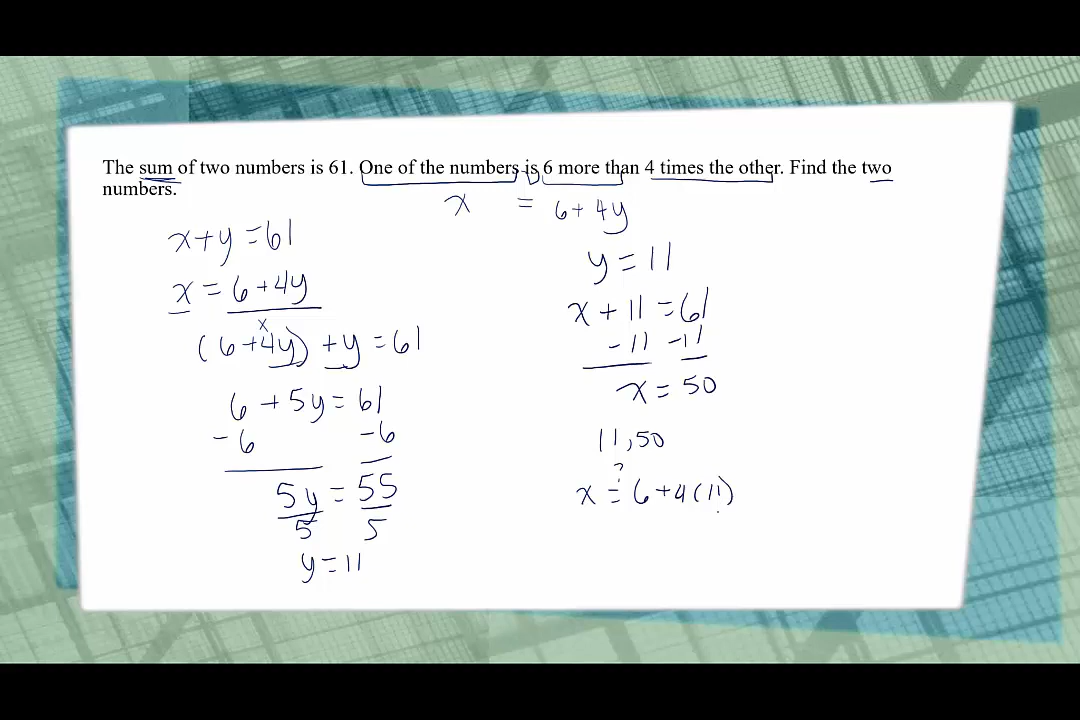 The sum of two numbers is 61. One of the numbers is 6 more than 4 times the other. Find the two
numbers.
x = 6 + 4y
x + y = 61
x = 6 + 4y
x
(6 + 4y) + y = 61
6 + 5y = 61
- 6 - 6
5y = 55
5 5
y = 11
y = 11
x + 11 = 61
- 11 - 11
x = 50
11, 50
?
x = 6 + 4(11)